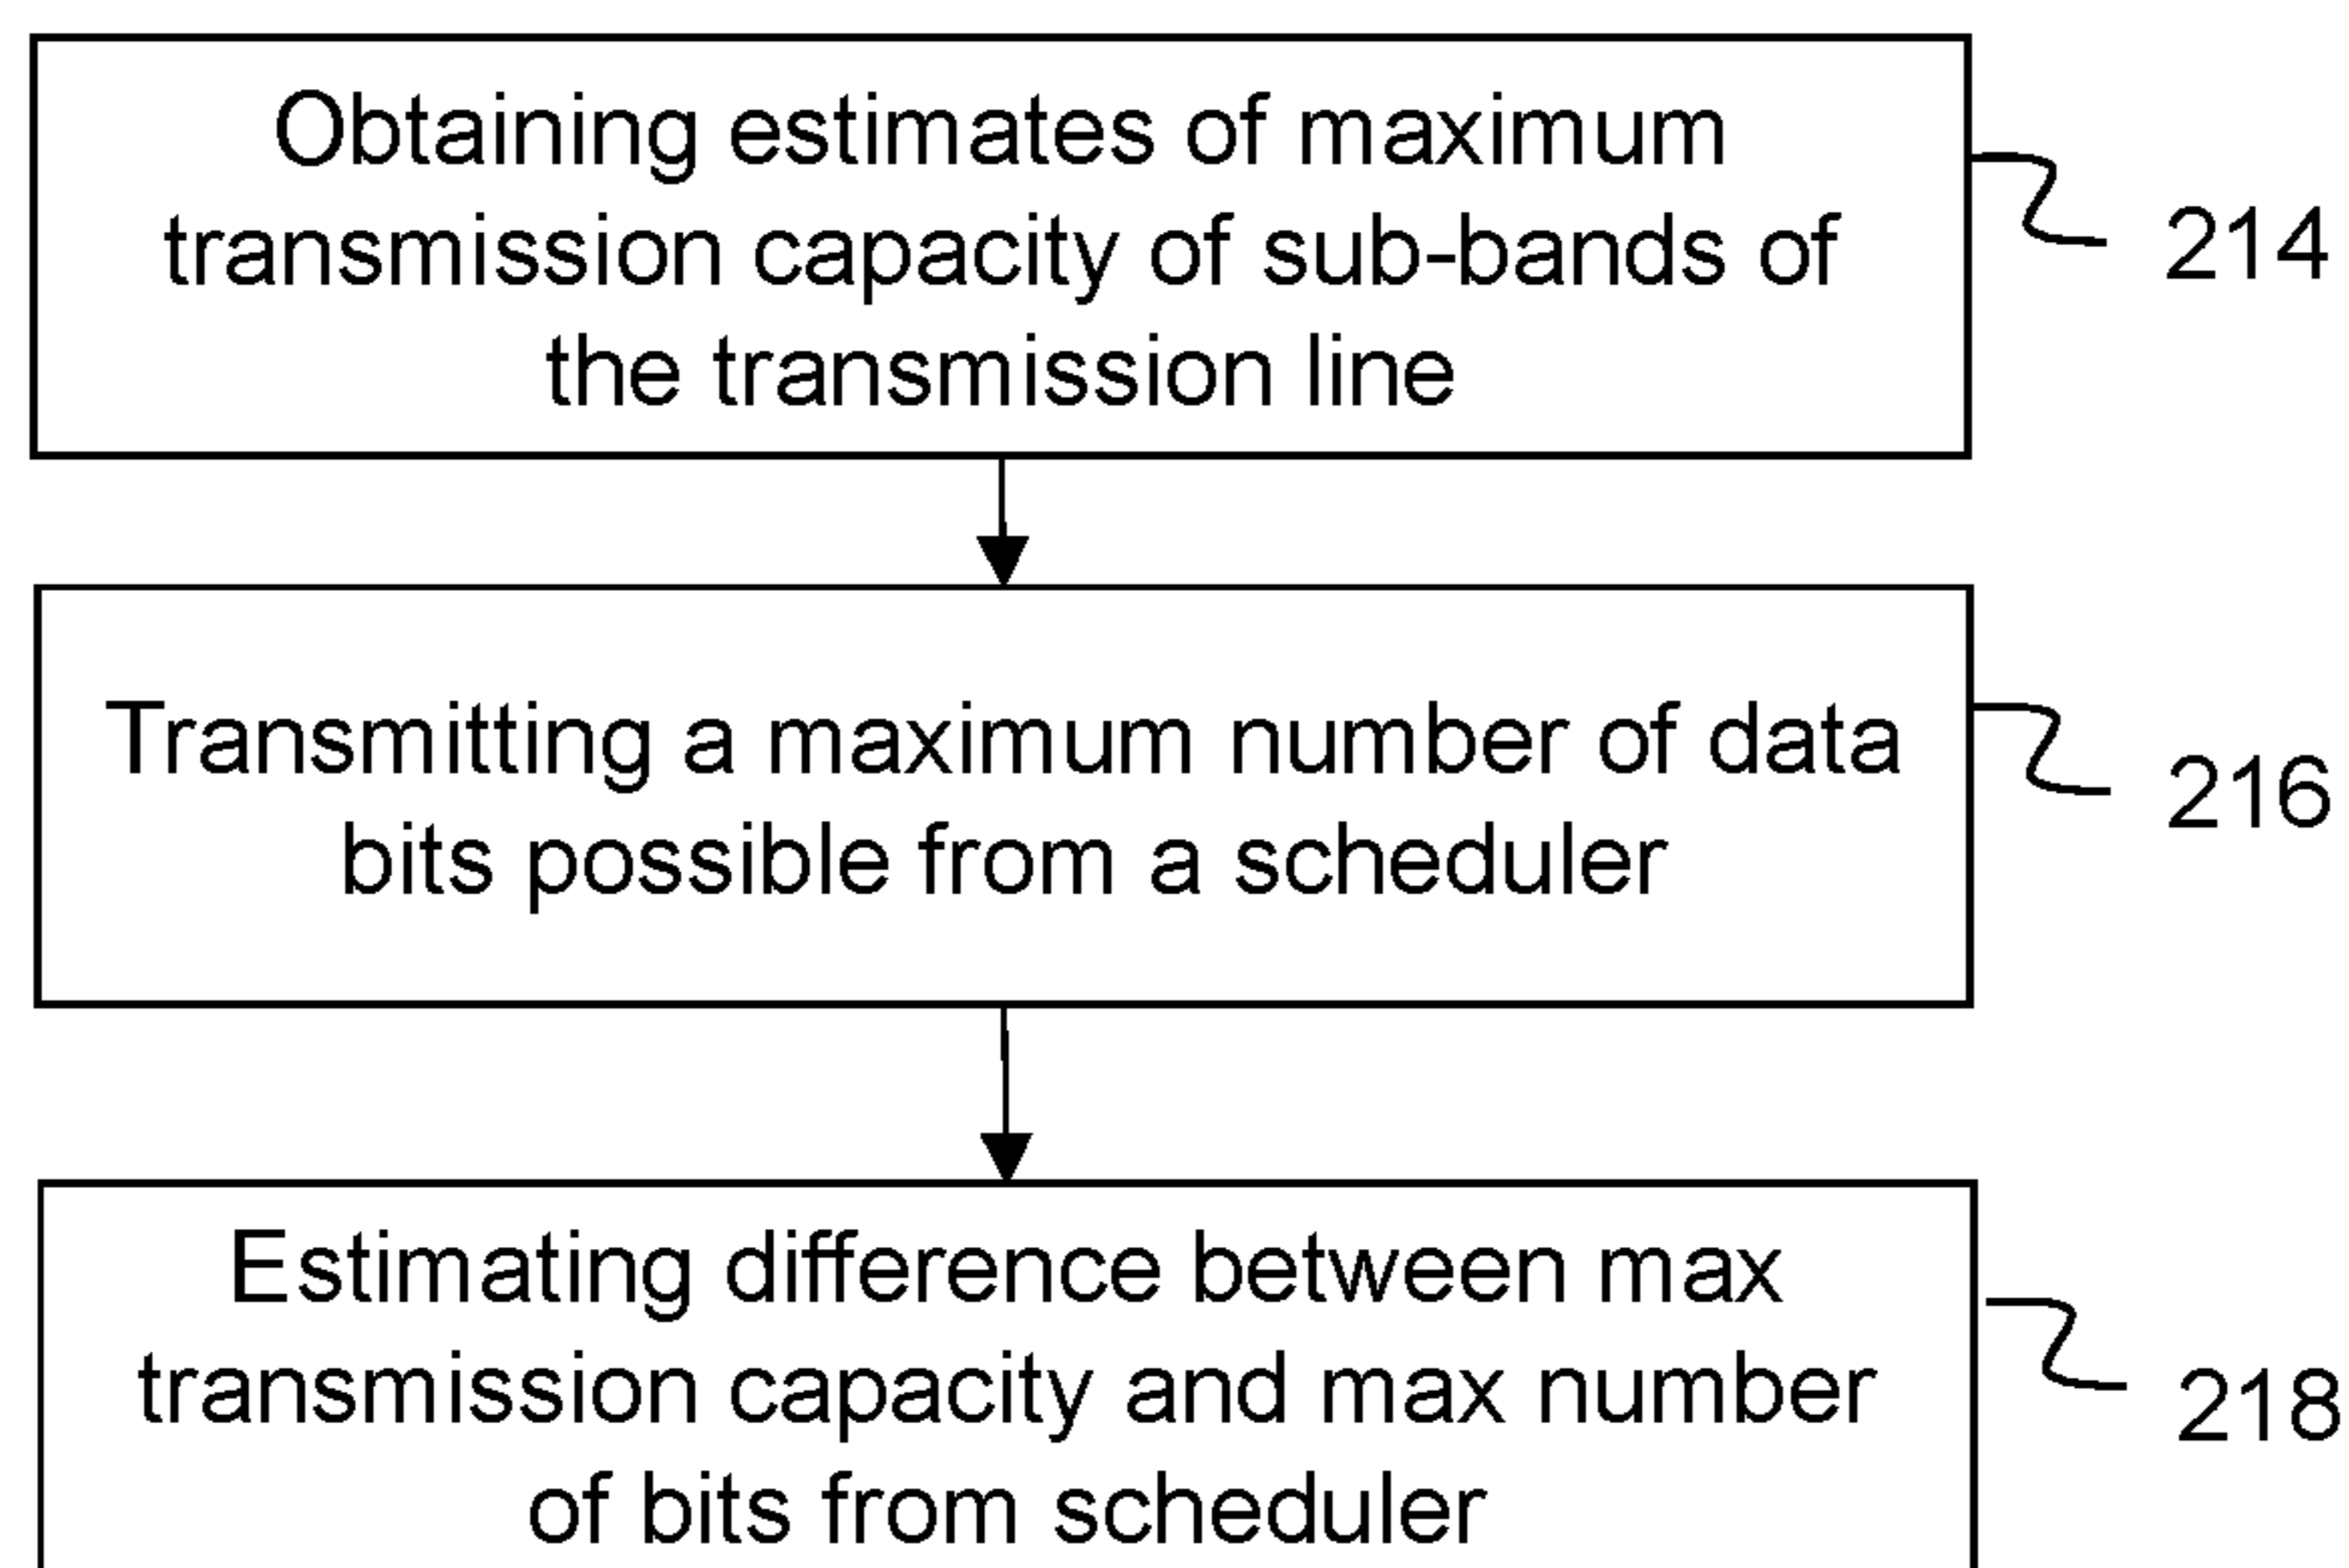 Obtaining estimates of maximum
transmission capacity of sub-bands of
the transmission line
214
Transmitting a maximum number of data
bits possible from a scheduler
216
Estimating difference between max
transmission capacity and max number
of bits from scheduler
218